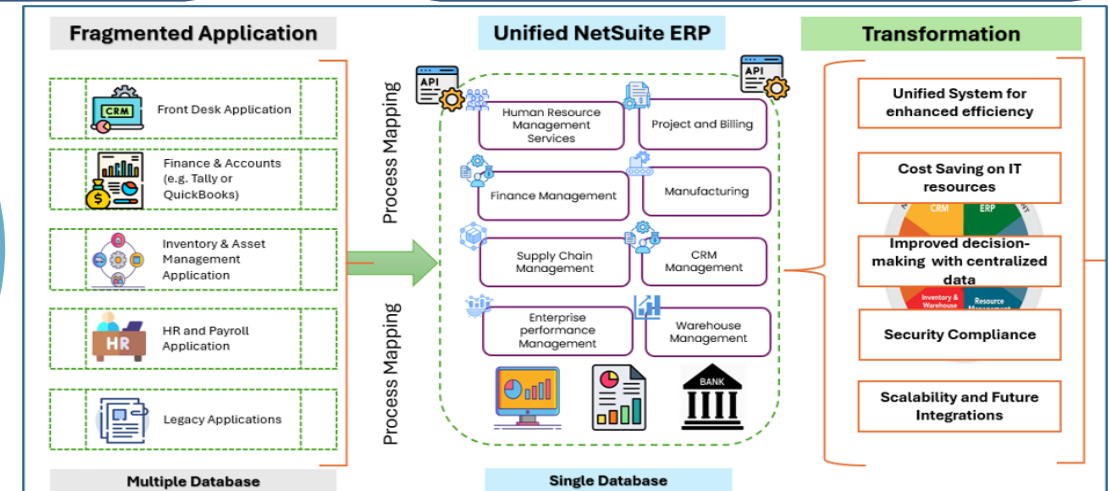 Fragmented Application
Unified NetSuite ERP
Transformation
CRM
Front Desk Application
$
Finance & Accounts
(e.g. Tally or
QuickBooks)
Inventory & Asset
Management
Application
HR
HR and Payroll
Application
Legacy Applications
Multiple Database
Process Mapping
Process Mapping
API
API
Human Resource
Management
Services
Project and Billing
Finance Management
Manufacturing
Supply Chain
Management
CRM
Management
Enterprise
performance
Management
Warehouse
Management
BANK
Single Database
Unified System for
enhanced efficiency
Cost Saving on IT
resources
CRM
ERP
Improved decision-
making with centralized
data
Inventory &
Warehouse
Resource
Security Compliance
Scalability and Future
Integrations